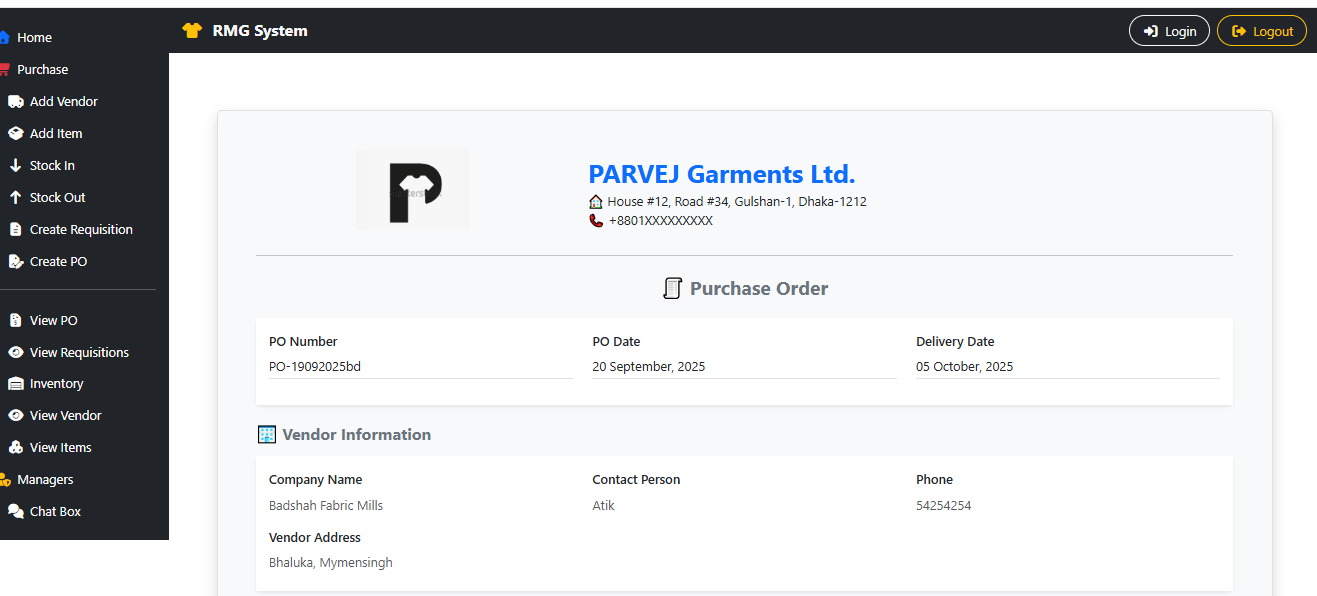 RMG System
Login
Logout
Home
Purchase
Add Vendor
Add Item
Stock In
Stock Out
Create Requisition
Create PO
View PO
View Requisitions
Inventory
View Vendor
View Items
Managers
Chat Box
P
PARVEJ Garments Ltd.
House #12, Road #34, Gulshan-1, Dhaka-1212
+8801XXXXXXXXX
Purchase Order
PO Number
PO-19092025bd
PO Date
20 September, 2025
Delivery Date
05 October, 2025
Vendor Information
Company Name
Badshah Fabric Mills
Contact Person
Atik
Phone
54254254
Vendor Address
Bhaluka, Mymensingh